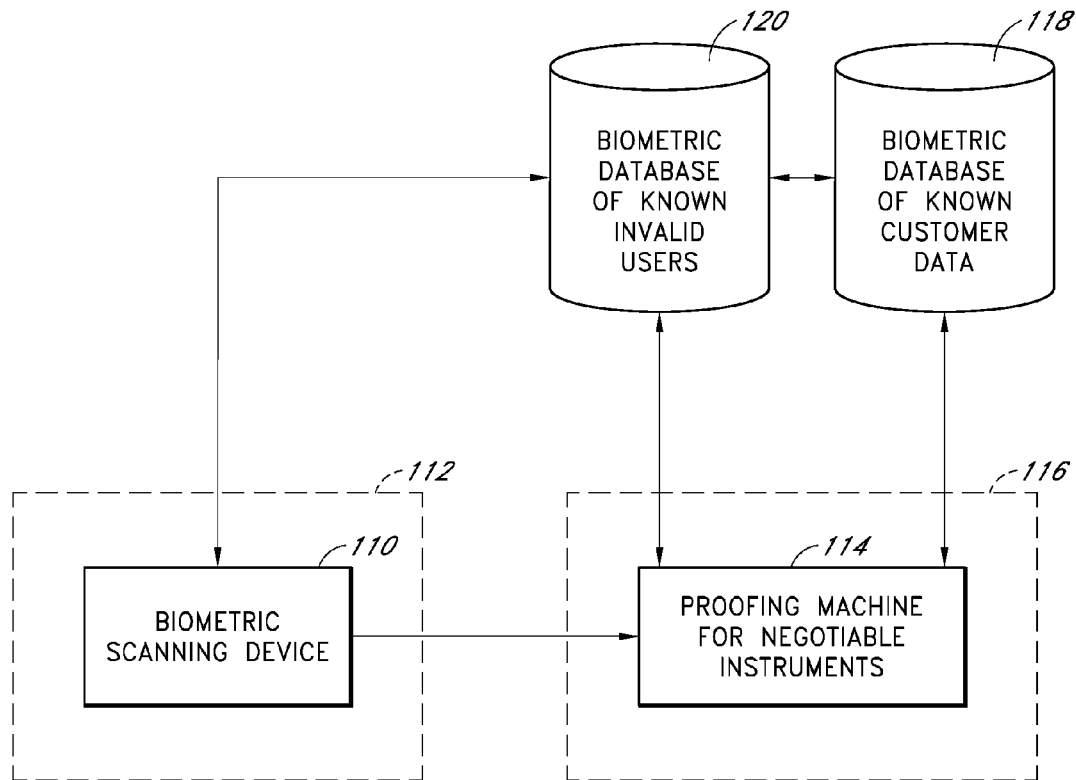 120
118
BIOMETRIC
DATABASE
OF KNOWN
INVALID
USERS
BIOMETRIC
DATABASE
OF KNOWN
CUSTOMER
DATA
112
116
110
114
BIOMETRIC
SCANNING DEVICE
PROOFING MACHINE
FOR NEGOTIABLE
INSTRUMENTS